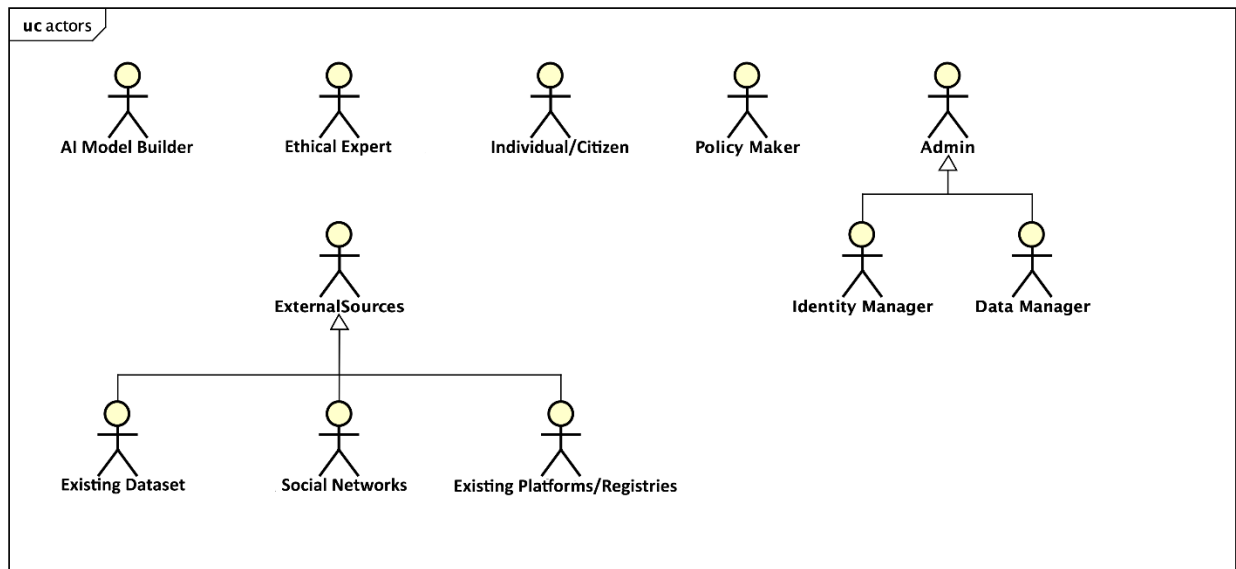 uc actors
AI Model Builder
Ethical Expert
Individual/Citizen
Policy Maker
Admin
ExternalSources
Identity Manager
Data Manager
Existing Dataset
Social Networks
Existing Platforms/Registries